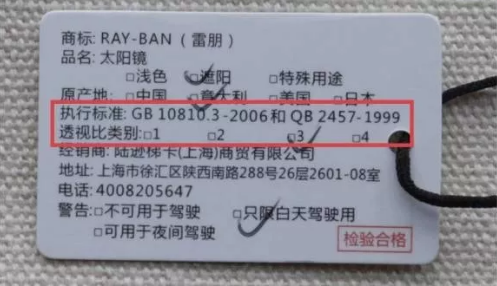 商标: RAY-BAN（雷朋）
品名: 太阳镜
□浅色 □遮阳 □特殊用途
原产地: □中国 □意大利 □美国 □日本
执行标准: GB 10810.3-2006和 QB 2457-1999
透视比类别: □1 □2 □3 □4
经销商: 陆逊梯卡(上海)商贸有限公司
地址: 上海市徐汇区陕西南路288号26层2601-08室
电话: 4008205647
警告: □不可用于驾驶 □只限白天驾驶用
□可用于夜间驾驶
检验合格